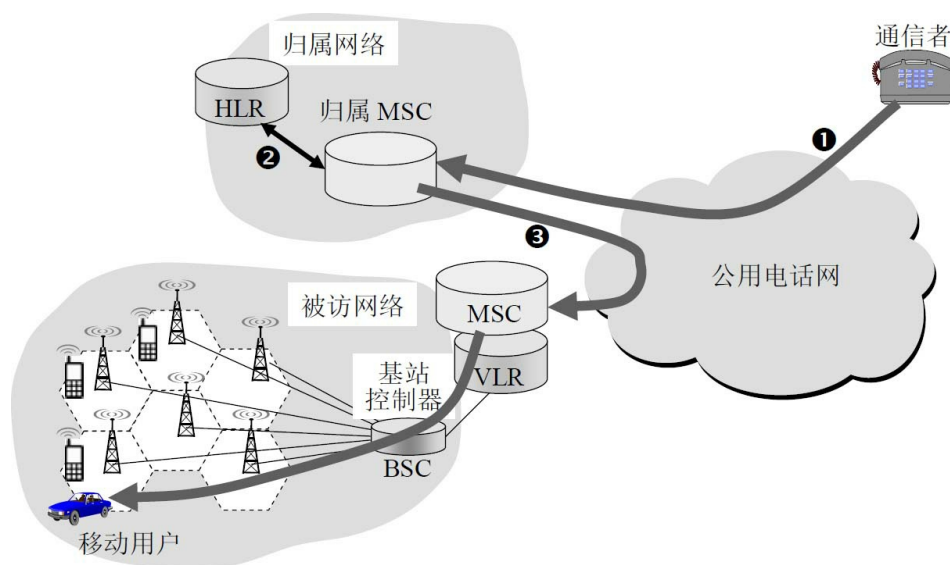 归属网络
通信者
HLR
归属 MSC
❶
❷
❸
公用电话网
被访网络
MSC
VLR
基站
控制器
BSC
移动用户